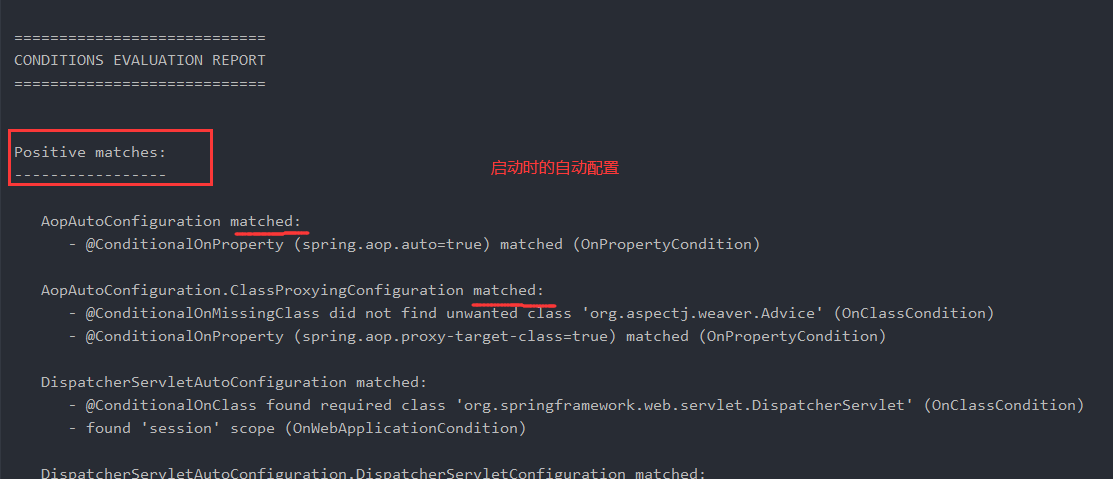 ============================
CONDITIONS EVALUATION REPORT
============================
Positive matches:
-----------------
启动时的自动配置
AopAutoConfiguration matched:
- @ConditionalOnProperty (spring.aop.auto=true) matched (OnPropertyCondition)
AopAutoConfiguration.ClassProxyingConfiguration matched:
- @ConditionalOnMissingClass did not find unwanted class 'org.aspectj.weaver.Advice' (OnClassCondition)
- @ConditionalOnProperty (spring.aop.proxy-target-class=true) matched (OnPropertyCondition)
DispatcherServletAutoConfiguration matched:
- @ConditionalOnClass found required class 'org.springframework.web.servlet.DispatcherServlet' (OnClassCondition)
- found 'session' scope (OnWebApplicationCondition)
DispatcherServletAutoConfiguration.DispatcherServletConfiguration matched: